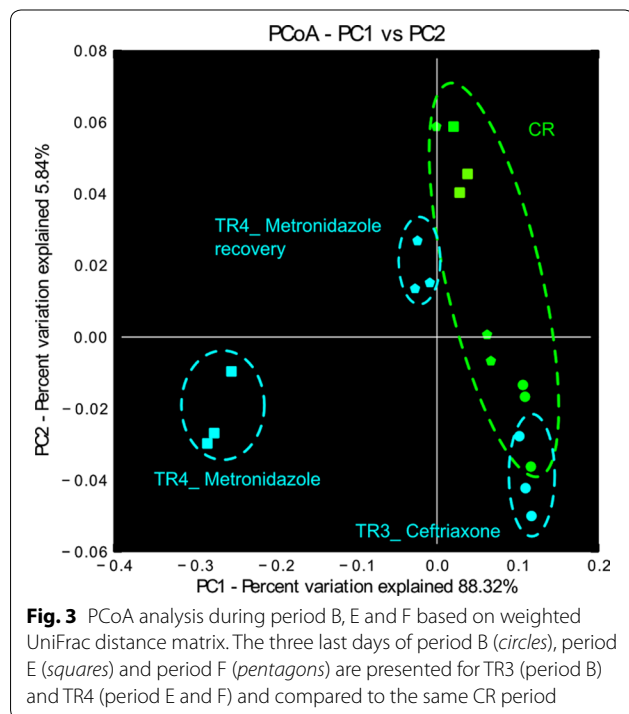 PCoA - PC1 vs PC2
PC2 - Percent variation explained 5.84%
0.08
0.06
0.04
0.02
0.00
−0.02
−0.04
−0.06
CR
TR4_ Metronidazole
recovery
TR4_ Metronidazole
TR3_ Ceftriaxone
−0.4
−0.3
−0.2
−0.1
0.0
0.1
0.2
PC1 - Percent variation explained 88.32%
Fig. 3 PCoA analysis during period B, E and F based on weighted
UniFrac distance matrix. The three last days of period B (circles), period
E (squares) and period F (pentagons) are presented for TR3 (period B)
and TR4 (period E and F) and compared to the same CR period